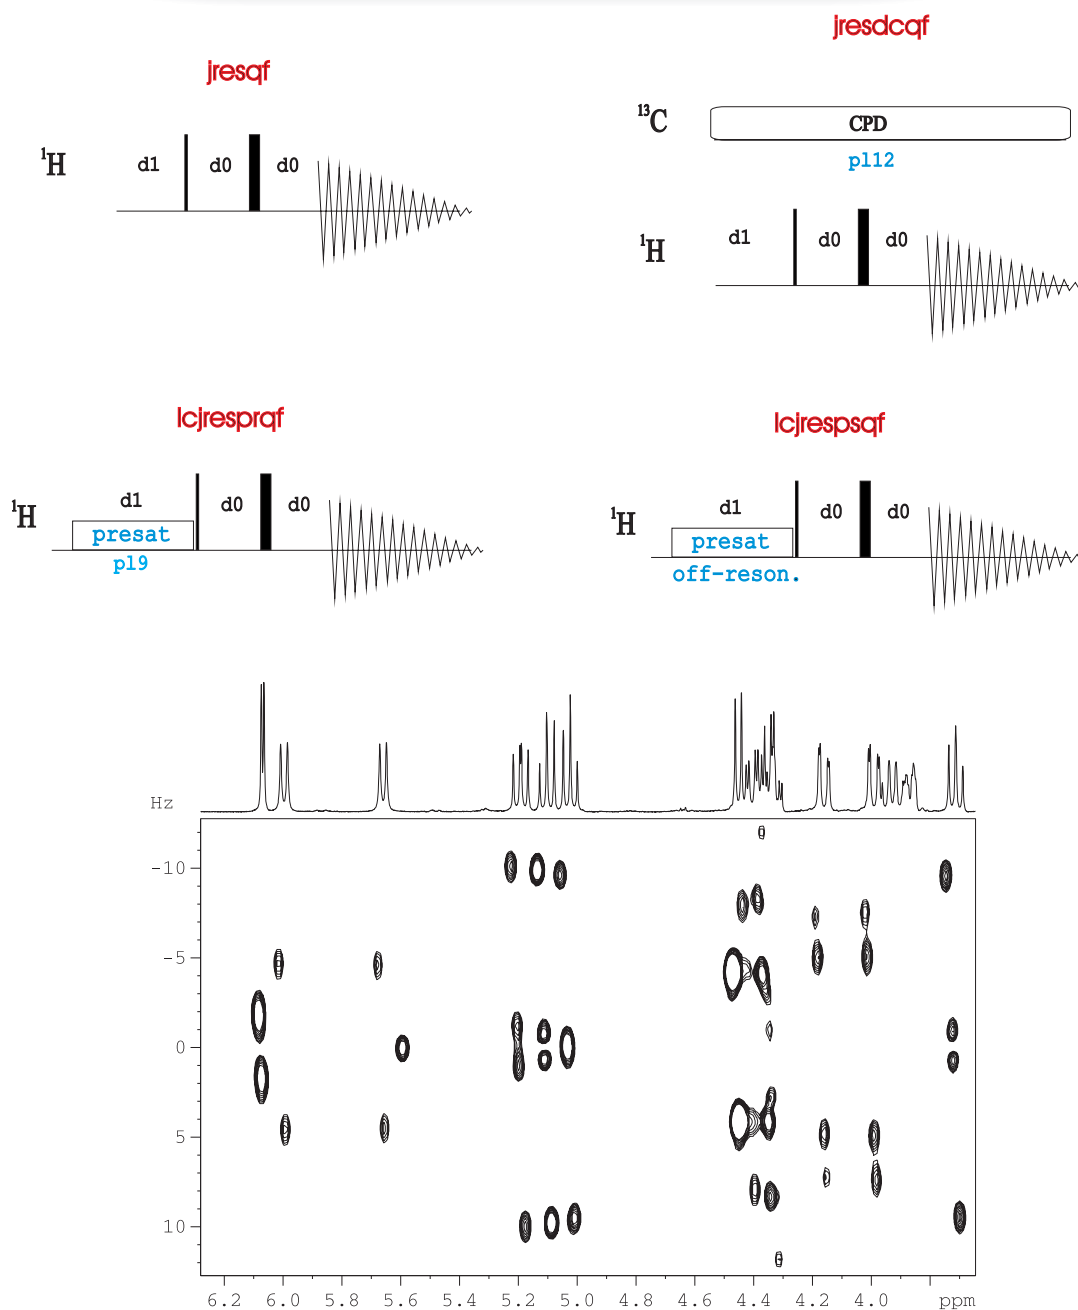 jresdcqf
jresqf
¹³C CPD
pl12
¹H d1 d0 d0
¹H d1 d0 d0
lcjresprqf
lcjrespsqf
¹H d1 d0 d0
presat
pl9
¹H d1 d0 d0
presat
off-reson.
Hz
-10
-5
0
5
10
6.2 6.0 5.8 5.6 5.4 5.2 5.0 4.8 4.6 4.4 4.2 4.0 ppm